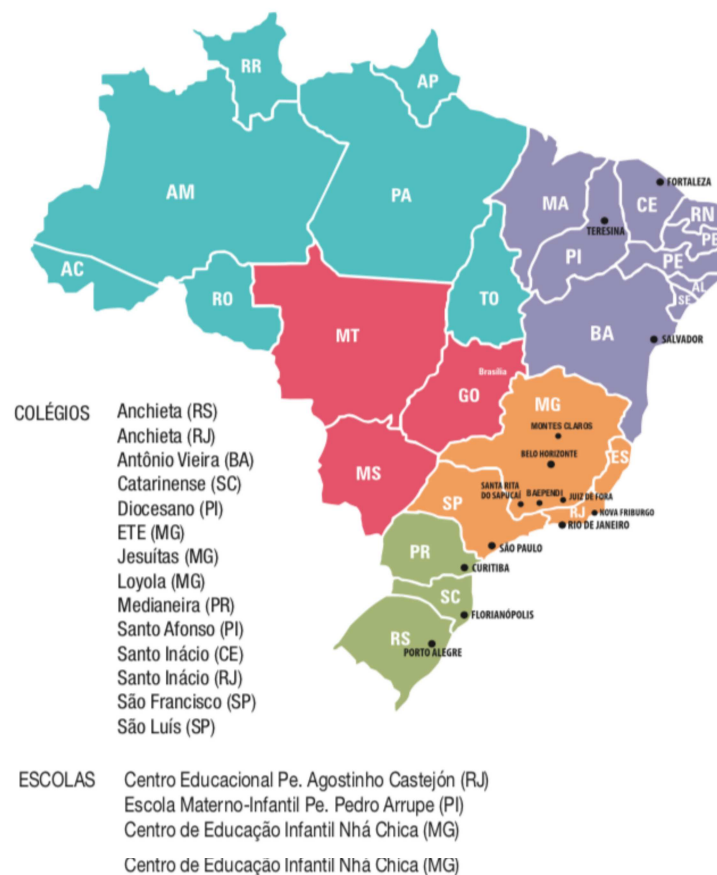 RR
AP
AM
PA
MA
CE
FORTALEZA
RN
TERESINA
PB
PI
PE
AC
RO
TO
AL
SE
MT
BA
SALVADOR
Brasília
GO
MG
MONTES CLAROS
BELO HORIZONTE
ES
MS
SANTA RITA
DO SAPUCAÍ
BAEPENDI
JUIZ DE FORA
SP
RJ
NOVA FRIBURGO
RIO DE JANEIRO
SÃO PAULO
PR
CURITIBA
SC
FLORIANÓPOLIS
RS
PORTO ALEGRE
COLÉGIOS
Anchieta (RS)
Anchieta (RJ)
Antônio Vieira (BA)
Catarinense (SC)
Diocesano (PI)
ETE (MG)
Jesuítas (MG)
Loyola (MG)
Medianeira (PR)
Santo Afonso (PI)
Santo Inácio (CE)
Santo Inácio (RJ)
São Francisco (SP)
São Luís (SP)
ESCOLAS
Centro Educacional Pe. Agostinho Castejón (RJ)
Escola Materno-Infantil Pe. Pedro Arrupe (PI)
Centro de Educação Infantil Nhá Chica (MG)
Centro de Educação Infantil Nhá Chica (MG)